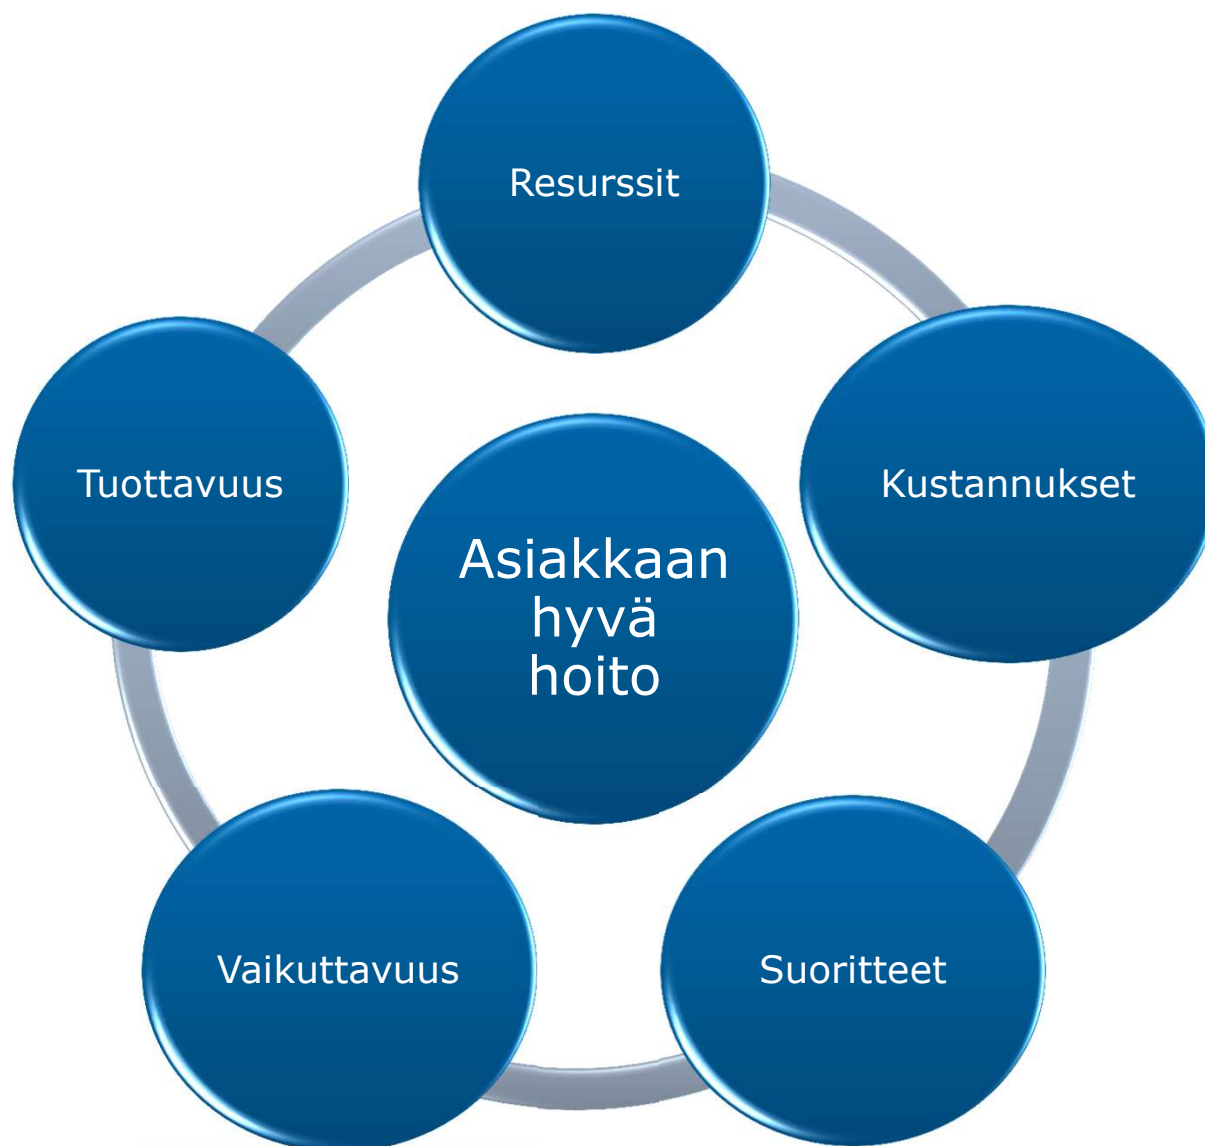 Resurssit
Tuottavuus
Kustannukset
Asiakkaan
hyvä
hoito
Vaikuttavuus
Suoritteet